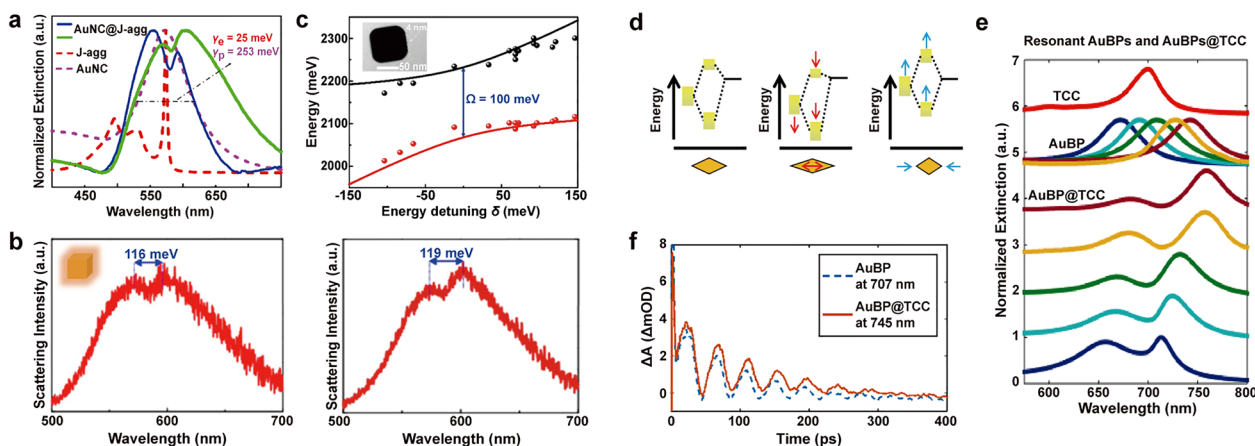 a
AuNC@J-agg
J-agg
AuNC
γe = 25 meV
γp = 253 meV
Normalized Extinction (a.u.)
450
550
650
Wavelength (nm)
b
116 meV
Scattering Intensity (a.u.)
500
600
700
Wavelength (nm)
119 meV
Scattering Intensity (a.u.)
500
600
700
Wavelength (nm)
c
4 nm
50 nm
Ω = 100 meV
Energy (meV)
2300
2200
2100
2000
-150
-75
0
75
150
Energy detuning δ (meV)
d
Energy
Energy
Energy
e
Resonant AuBPs and AuBPs@TCC
TCC
AuBP
AuBP@TCC
Normalized Extinction (a.u.)
7
6
5
4
3
2
1
0
600
650
700
750
800
Wavelength (nm)
f
AuBP
at 707 nm
AuBP@TCC
at 745 nm
ΔA (ΔmOD)
8
6
4
2
0
0
100
200
300
400
Time (ps)